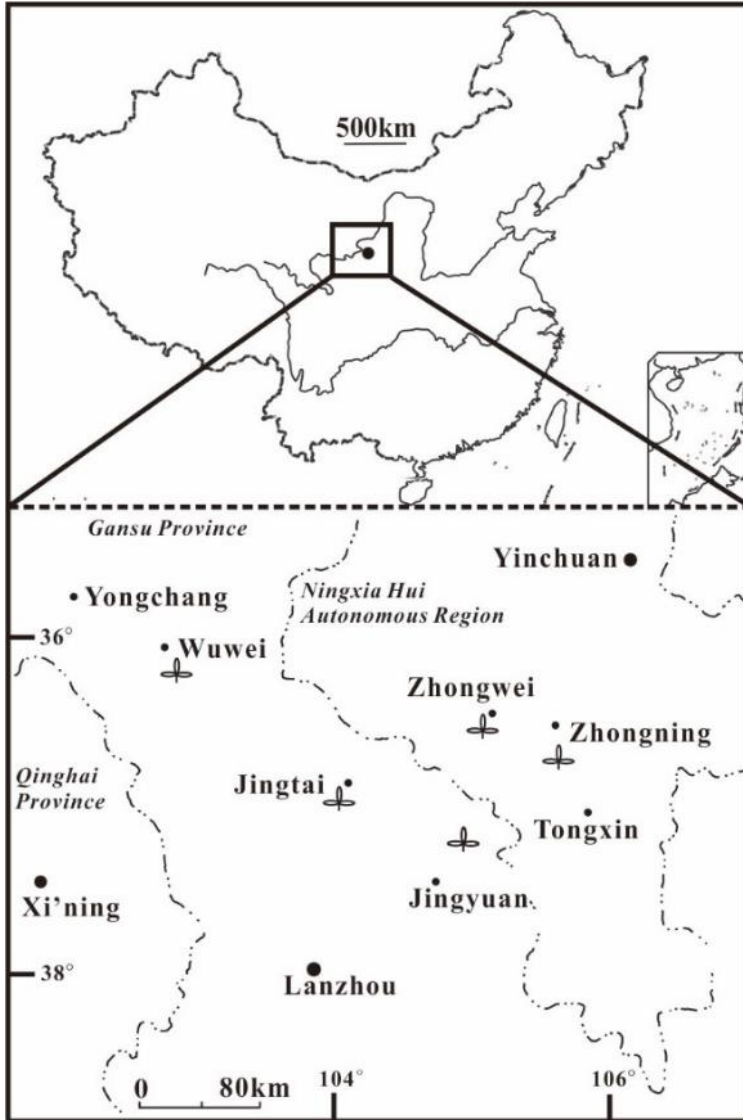 500km
Gansu Province
Yinchuan
Yongchang
Ningxia Hui
Autonomous Region
36°
Wuwei
Zhongwei
Zhongning
Qinghai
Province
Jingtai
Tongxin
Xi’ning
Jingyuan
38°
Lanzhou
0 80km
104°
106°